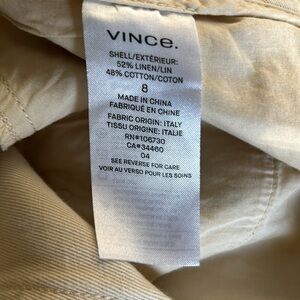 VINCE.
SHELL/EXTÉRIEUR:
52% LINEN/LIN
48% COTTON/COTON
8
MADE IN CHINA
FABRIQUÉ EN CHINE
FABRIC ORIGIN: ITALY
TISSU ORIGINE: ITALIE
RN#106730
CA#34460
04
SEE REVERSE FOR CARE
VOIR AU VERSO POUR LES SOINS